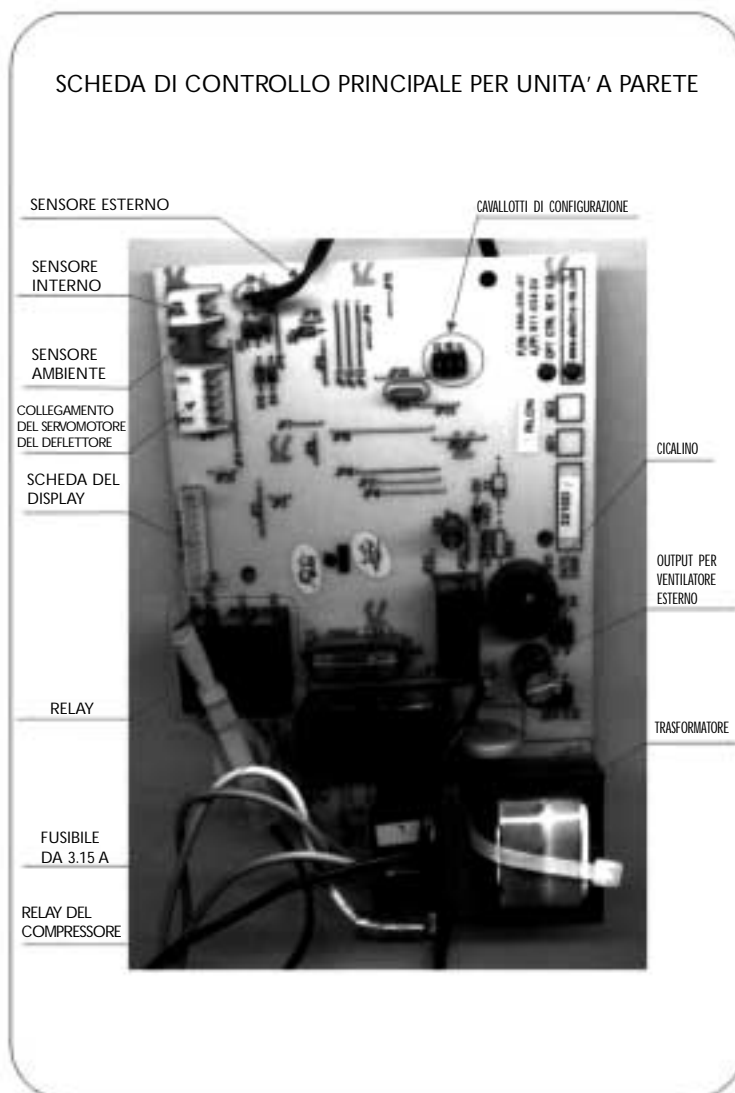 SCHEDA DI CONTROLLO PRINCIPALE PER UNITA' A PARETE
SENSORE ESTERNO
CAVALLOTTI DI CONFIGURAZIONE
SENSORE
INTERNO
SENSORE
AMBIENTE
COLLEGAMENTO
DEL SERVOMOTORE
DEL DEFLETTORE
CICALINO
SCHEDA DEL
DISPLAY
OUTPUT PER
VENTILATORE
ESTERNO
RELAY
TRASFORMATORE
FUSIBILE
DA 3.15 A
RELAY DEL
COMPRESSORE